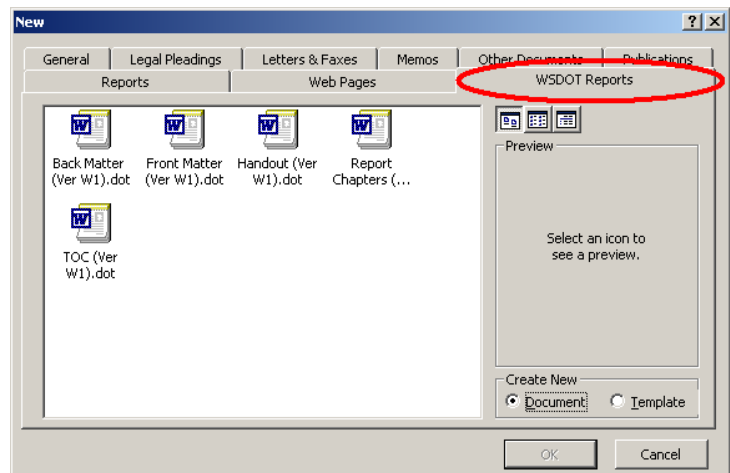 New
General Legal Pleadings Letters & Faxes Memos Other Documents Publications
Reports Web Pages WSDOT Reports
Back Matter (Ver W1).dot
Front Matter (Ver W1).dot
Handout (Ver W1).dot
Report Chapters (...
TOC (Ver W1).dot
Preview
Select an icon to
see a preview.
Create New
Document Template
OK Cancel